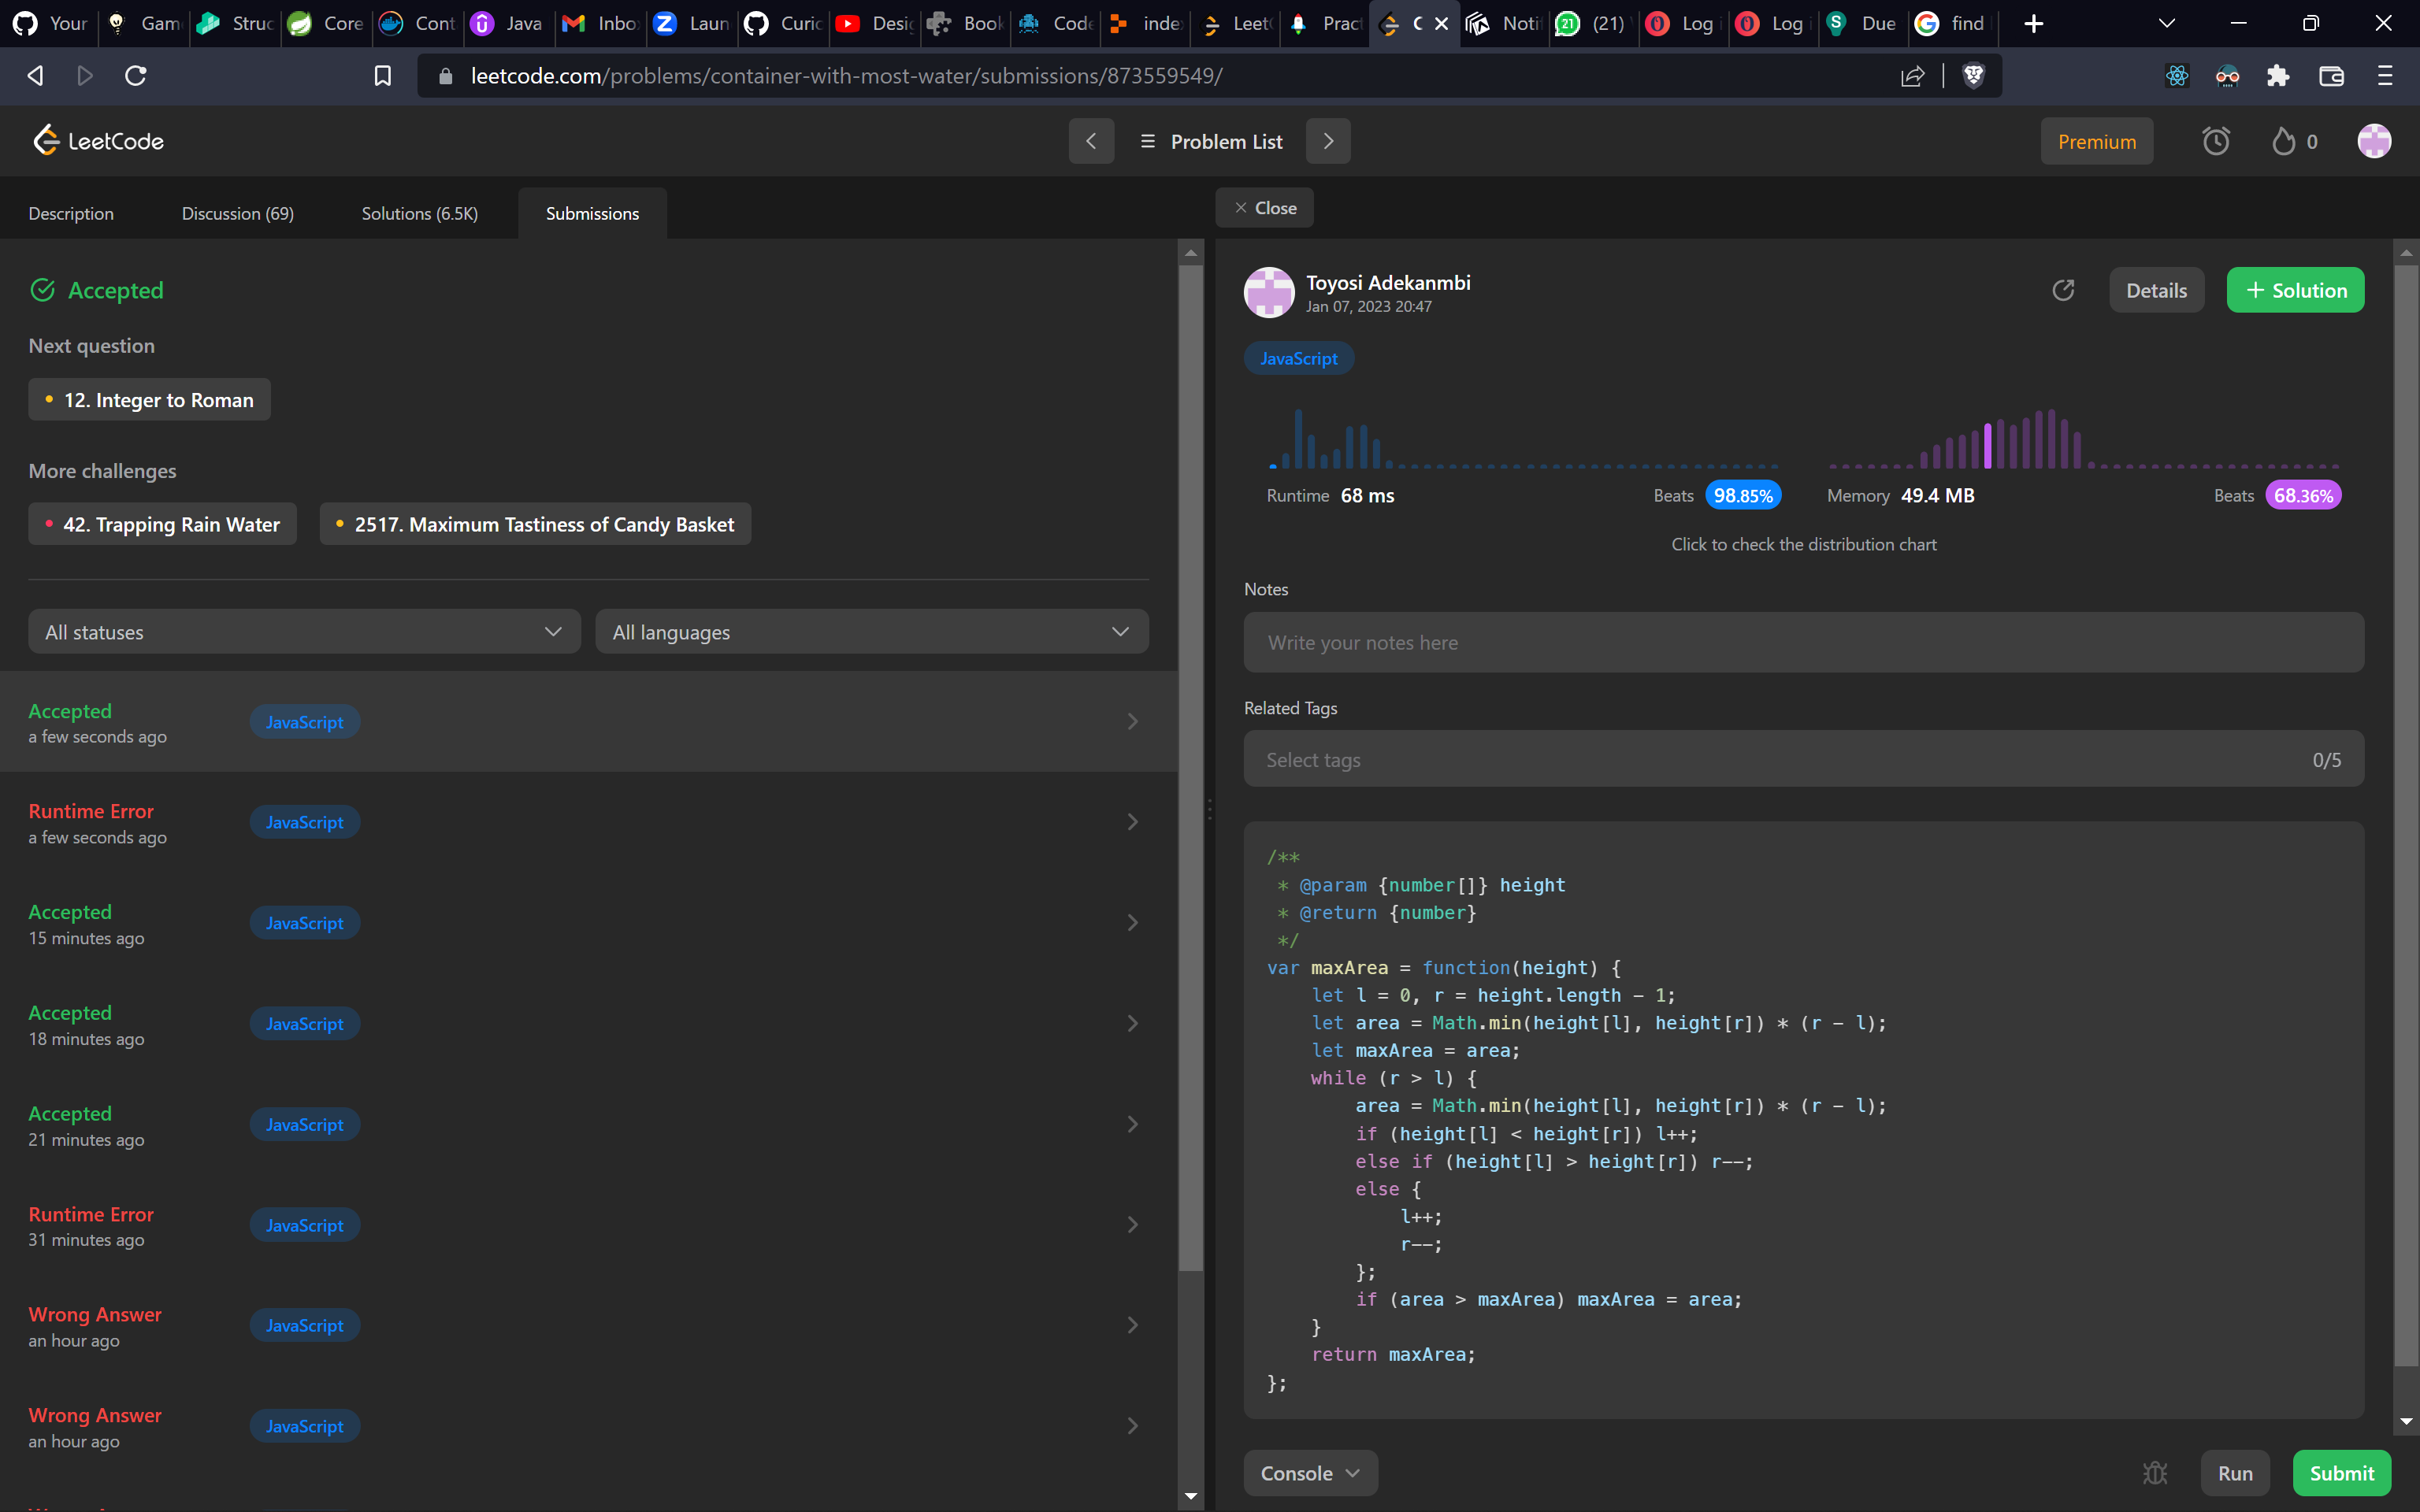 Your Gam Struc Core Cont Java Inbo Laun Curic Desig Book Code inde Leet Pract C Noti (21) Log i Log i Due find
leetcode.com/problems/container-with-most-water/submissions/873559549/
LeetCode
Problem List
Premium
0
Description Discussion (69) Solutions (6.5K) Submissions
Accepted
Next question
12. Integer to Roman
More challenges
42. Trapping Rain Water
2517. Maximum Tastiness of Candy Basket
All statuses
All languages
Accepted
a few seconds ago
JavaScript
Runtime Error
a few seconds ago
JavaScript
Accepted
15 minutes ago
JavaScript
Accepted
18 minutes ago
JavaScript
Accepted
21 minutes ago
JavaScript
Runtime Error
31 minutes ago
JavaScript
Wrong Answer
an hour ago
JavaScript
Wrong Answer
an hour ago
JavaScript
Close
Toyosi Adekanmbi
Jan 07, 2023 20:47
Details
+ Solution
JavaScript
Runtime 68 ms Beats 98.85%
Memory 49.4 MB Beats 68.36%
Click to check the distribution chart
Notes
Write your notes here
Related Tags
Select tags 0/5
/**
 * @param {number[]} height
 * @return {number}
 */
var maxArea = function(height) {
    let l = 0, r = height.length - 1;
    let area = Math.min(height[l], height[r]) * (r - l);
    let maxArea = area;
    while (r > l) {
        area = Math.min(height[l], height[r]) * (r - l);
        if (height[l] < height[r]) l++;
        else if (height[l] > height[r]) r--;
        else {
            l++;
            r--;
        };
        if (area > maxArea) maxArea = area;
    }
    return maxArea;
};
Console
Run
Submit